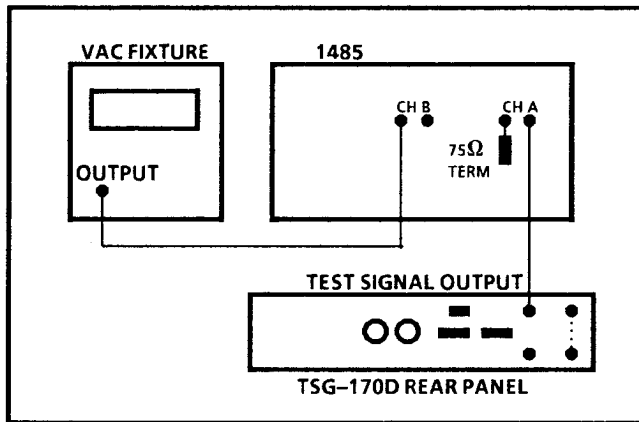 VAC FIXTURE
1485
CH B
CH A
75Ω
TERM
OUTPUT
TEST SIGNAL OUTPUT
TSG–170D REAR PANEL